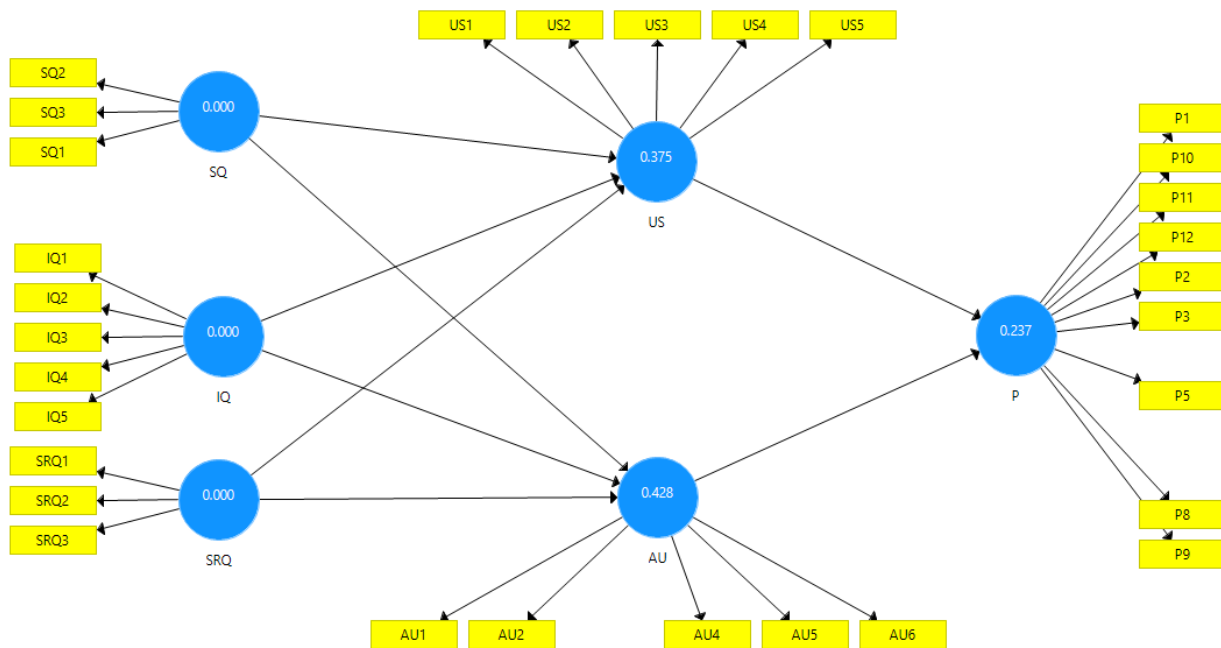 US1
US2
US3
US4
US5
SQ2
SQ3
SQ1
0.000
SQ
0.375
US
P1
P10
P11
P12
P2
P3
P5
P8
P9
0.237
P
IQ1
IQ2
IQ3
IQ4
IQ5
0.000
IQ
SRQ1
SRQ2
SRQ3
0.000
SRQ
0.428
AU
AU1
AU2
AU4
AU5
AU6